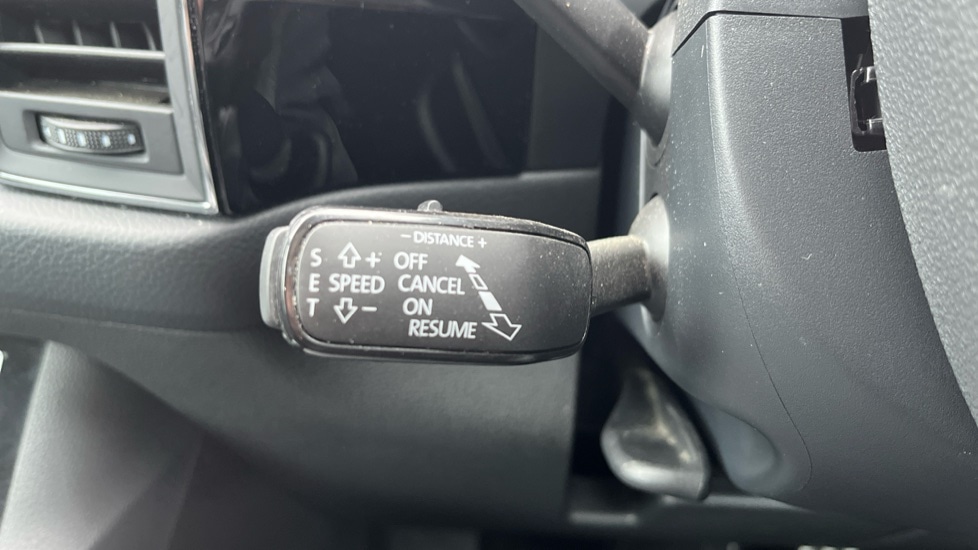 − DISTANCE +
S + OFF
E SPEED CANCEL
T − ON
RESUME